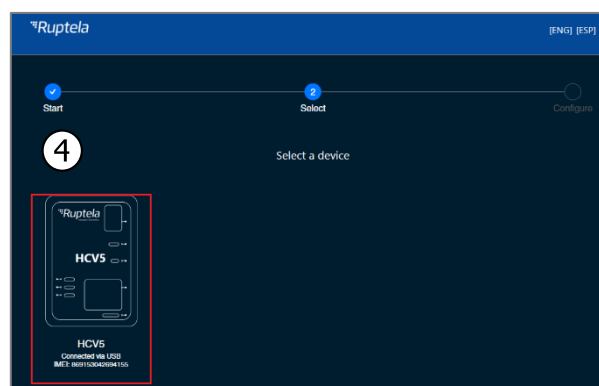 Ruptela
[ENG] [ESP]
2
Start
Select
Configure
4
Select a device
Ruptela
HCV5
HCV5
Connected via USB
IMEI: 869153042694155